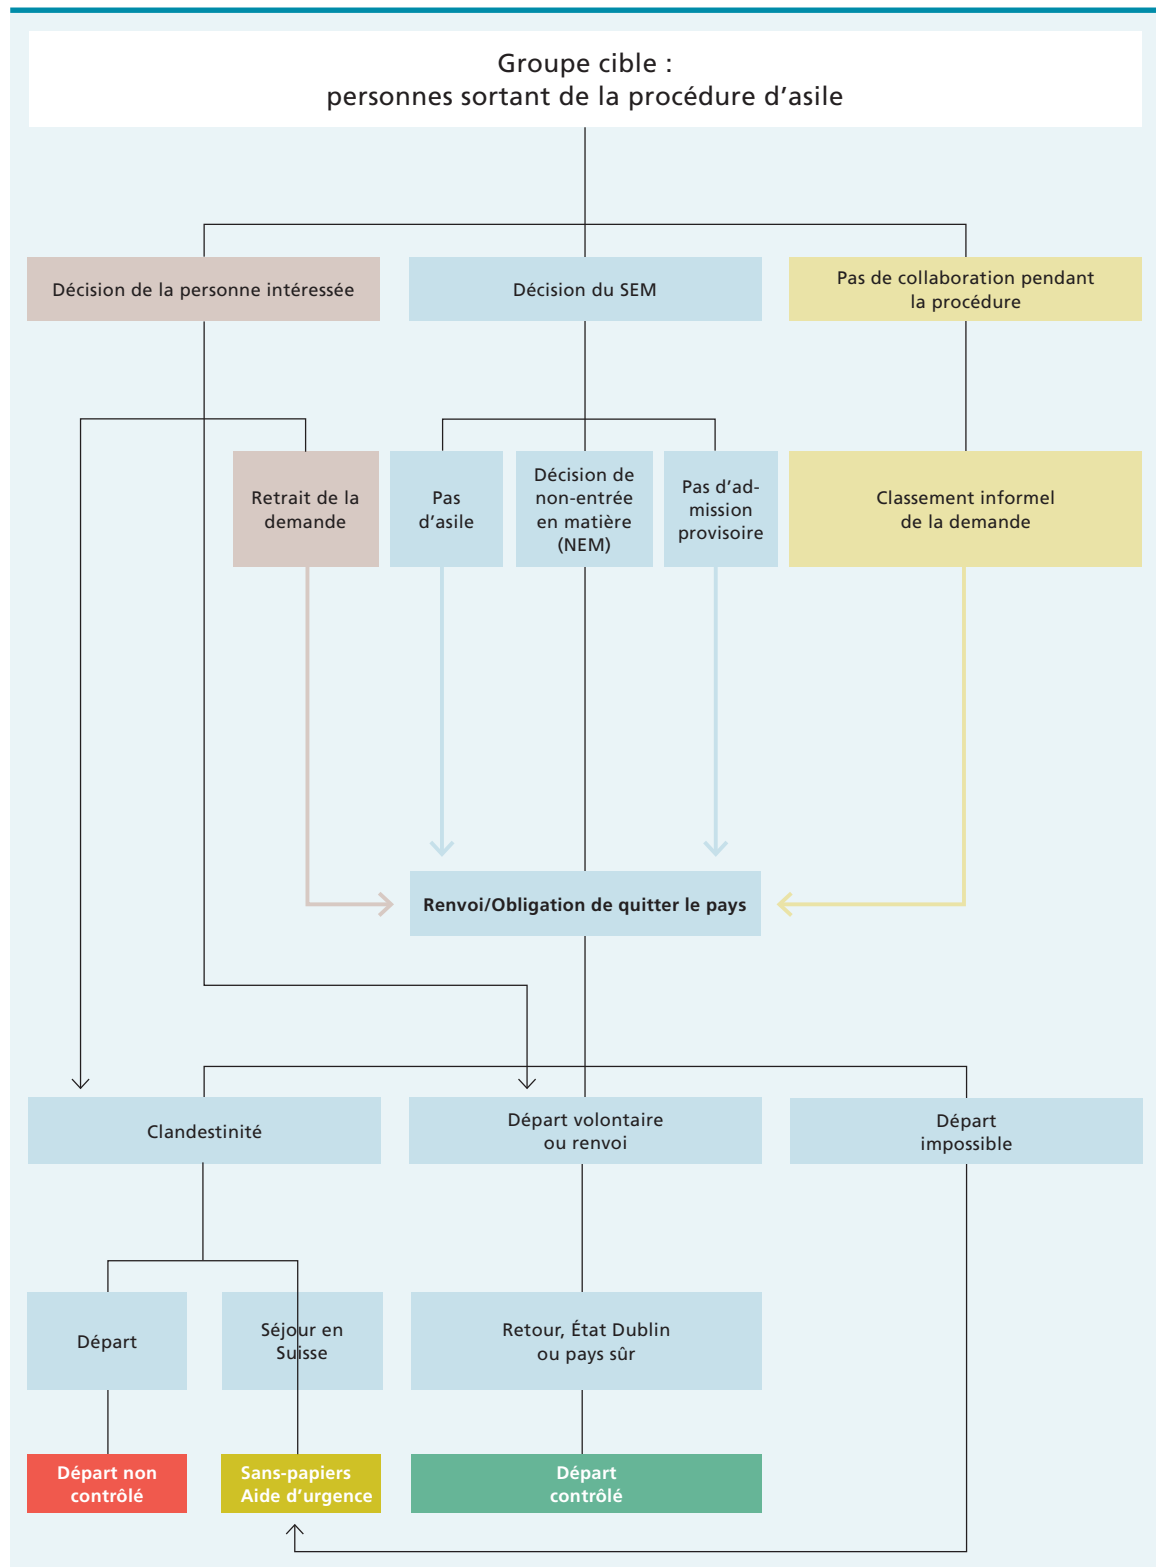 Groupe cible :
personnes sortant de la procédure d'asile
Décision de la personne intéressée
Décision du SEM
Pas de collaboration pendant
la procédure
Retrait de la
demande
Pas
d'asile
Décision de
non-entrée
en matière
(NEM)
Pas d'ad-
mission
provisoire
Classement informel
de la demande
Renvoi/Obligation de quitter le pays
Clandestinité
Départ volontaire
ou renvoi
Départ
impossible
Départ
Séjour en
Suisse
Retour, État Dublin
ou pays sûr
Départ non
contrôlé
Sans-papiers
Aide d'urgence
Départ
contrôlé